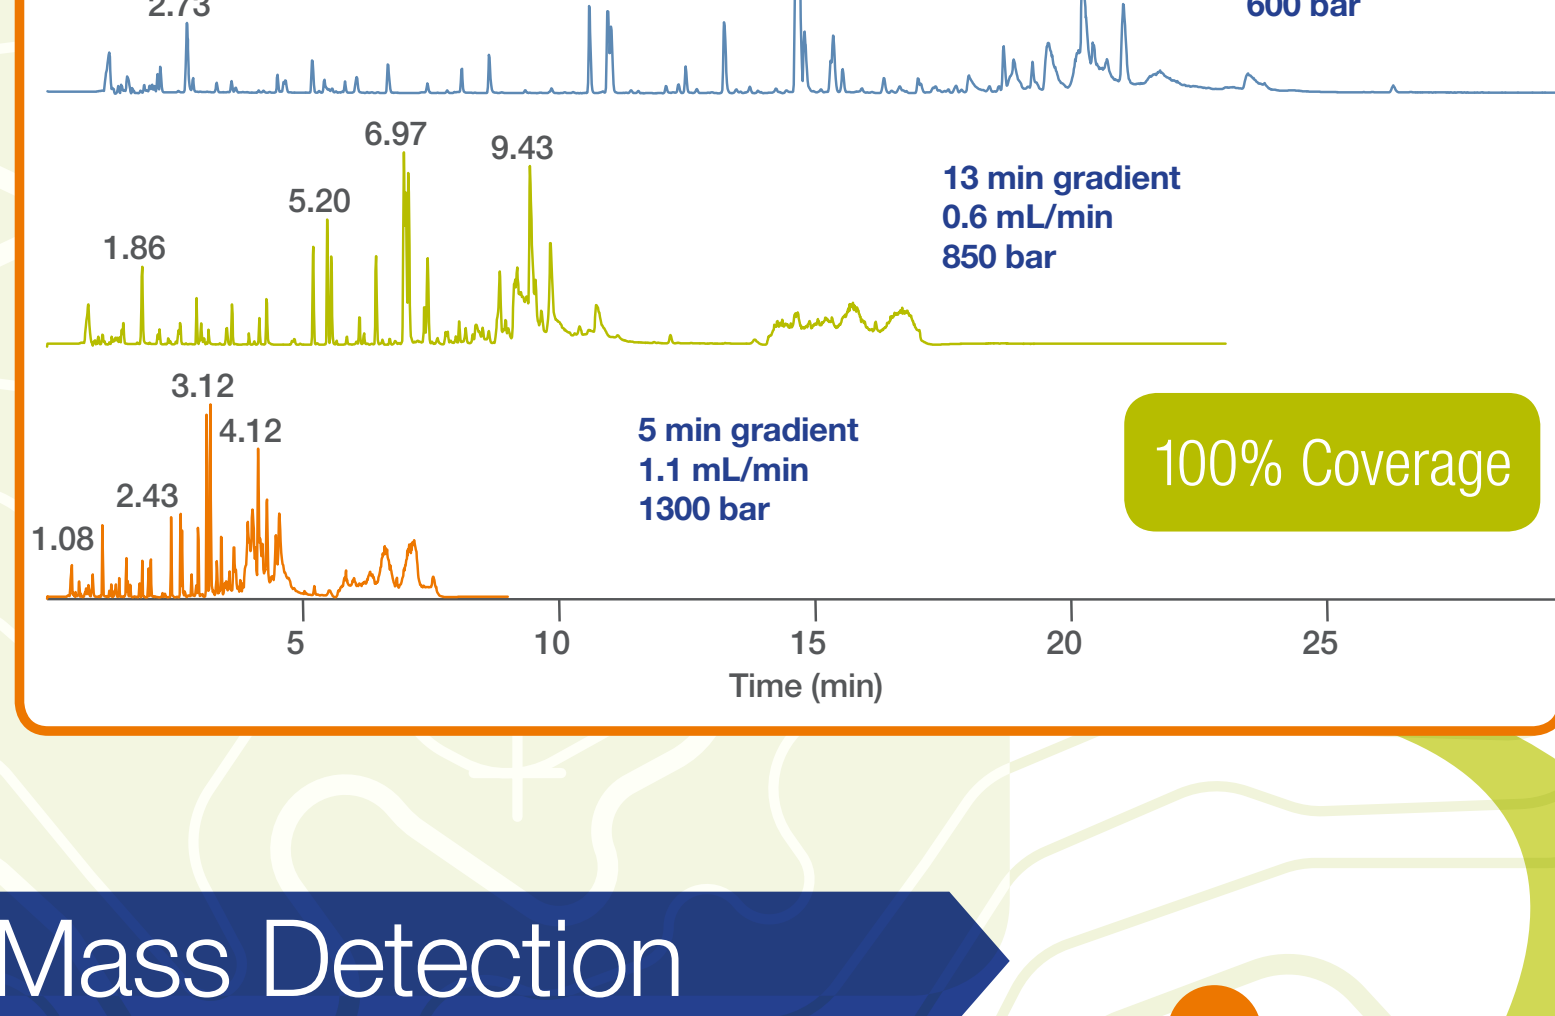 2.73
600 bar
6.97
9.43
5.20
1.86
13 min gradient
0.6 mL/min
850 bar
3.12
4.12
2.43
1.08
5 min gradient
1.1 mL/min
1300 bar
100% Coverage
5 10 15 20 25
Time (min)
Mass Detection